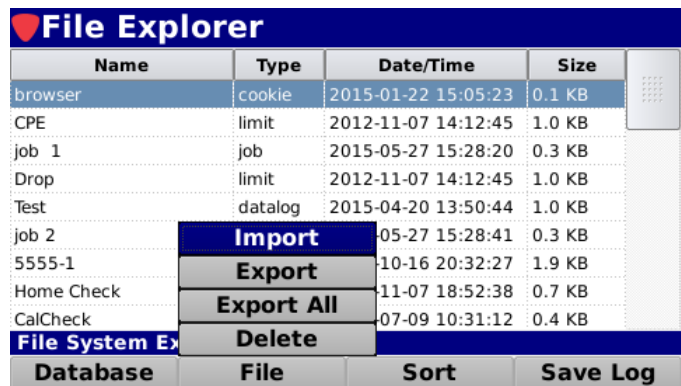 File Explorer
Name Type Date/Time Size
browser cookie 2015-01-22 15:05:23 0.1 KB
CPE limit 2012-11-07 14:12:45 1.0 KB
job 1 job 2015-05-27 15:28:20 0.3 KB
Drop limit 2012-11-07 14:12:45 1.0 KB
Test datalog 2015-04-20 13:50:44 1.0 KB
job 2 Import -05-27 15:28:41 0.3 KB
5555-1 Export -10-16 20:32:27 1.9 KB
Home Check Export All -11-07 18:52:38 0.7 KB
CalCheck -07-09 10:31:12 0.4 KB
File System Ex Delete
Database File Sort Save Log